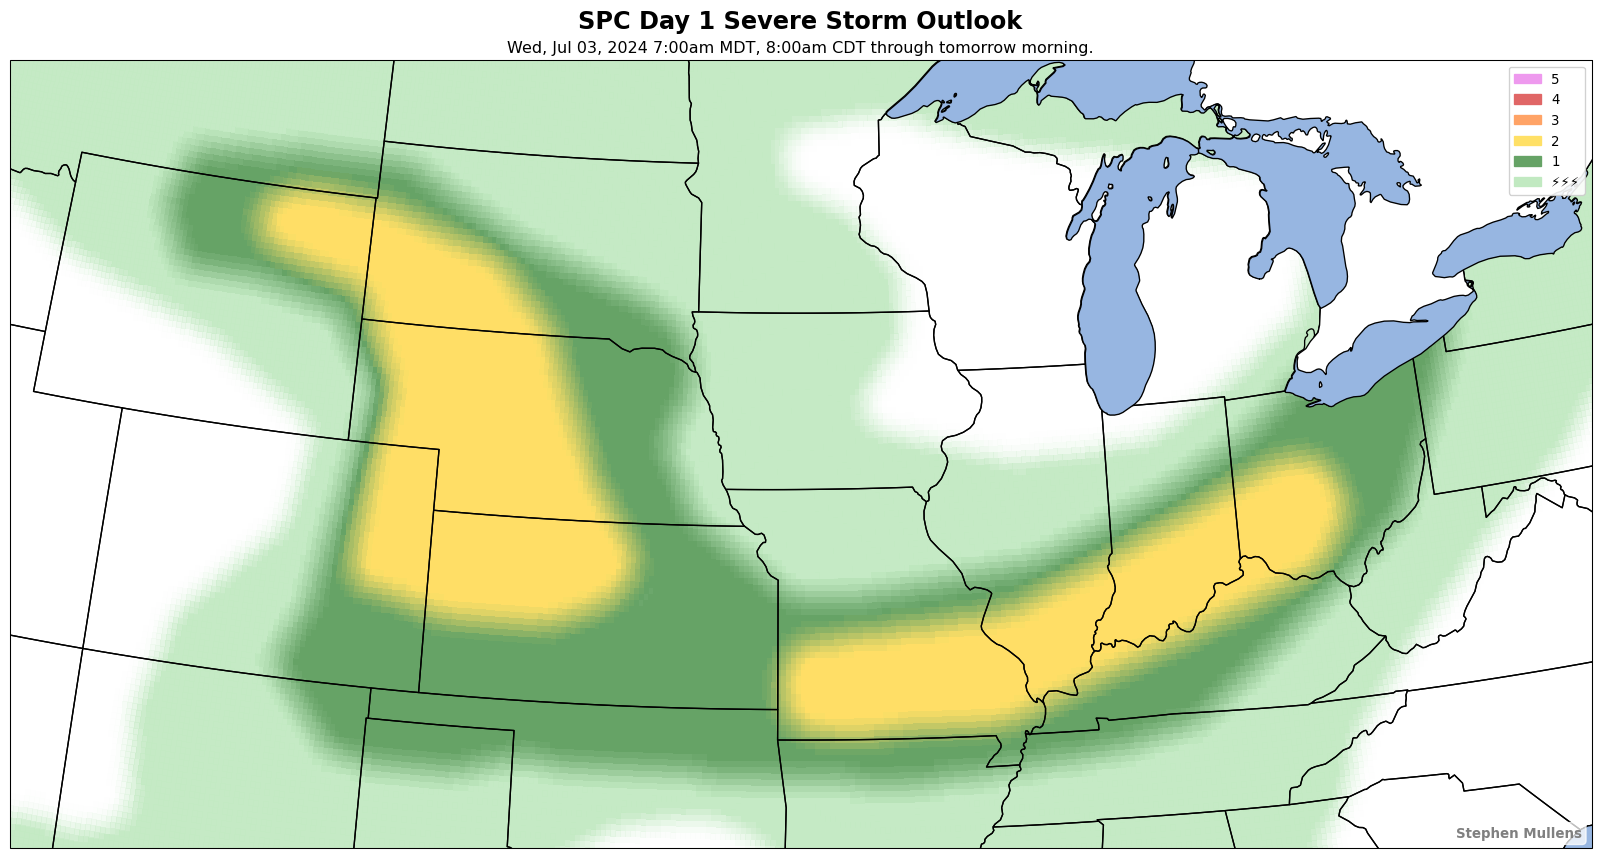 SPC Day 1 Severe Storm Outlook
Wed, Jul 03, 2024 7:00am MDT, 8:00am CDT through tomorrow morning.
5
4
3
2
1
⚡⚡⚡
Stephen Mullens